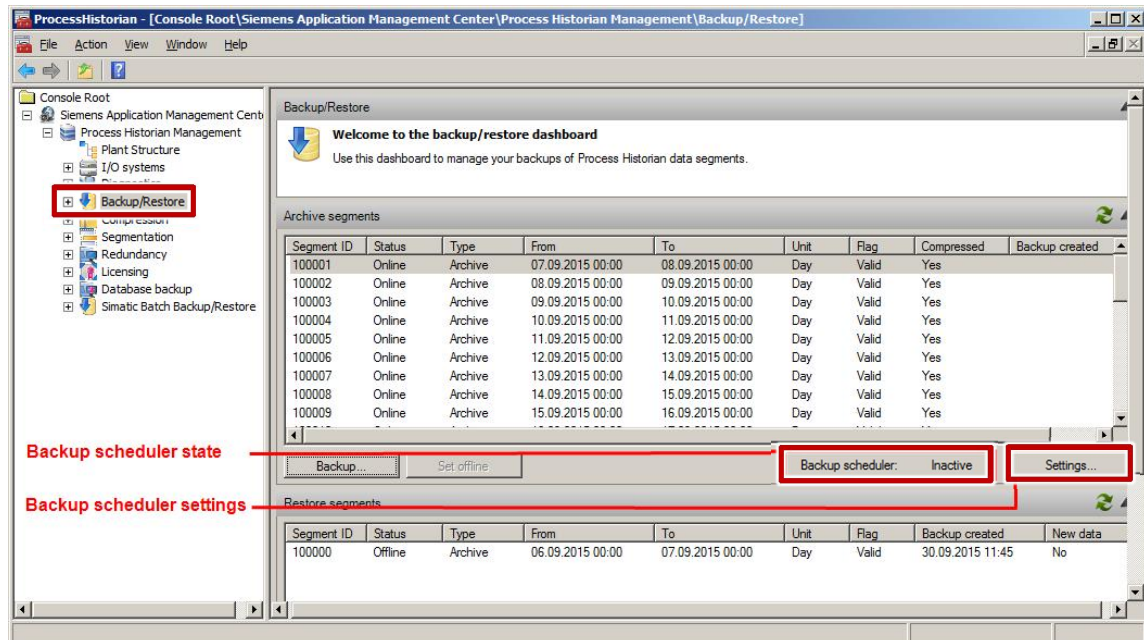 ProcessHistorian - [Console Root\Siemens Application Management Center\Process Historian Management\Backup/Restore]
File Action View Window Help
Console Root
Siemens Application Management Cent
Process Historian Management
Plant Structure
I/O systems
Diagnostics
Backup/Restore
Compression
Segmentation
Redundancy
Licensing
Database backup
Simatic Batch Backup/Restore
Backup/Restore
Welcome to the backup/restore dashboard
Use this dashboard to manage your backups of Process Historian data segments.
Archive segments
Segment ID Status Type From To Unit Flag Compressed Backup created
100001 Online Archive 07.09.2015 00:00 08.09.2015 00:00 Day Valid Yes
100002 Online Archive 08.09.2015 00:00 09.09.2015 00:00 Day Valid Yes
100003 Online Archive 09.09.2015 00:00 10.09.2015 00:00 Day Valid Yes
100004 Online Archive 10.09.2015 00:00 11.09.2015 00:00 Day Valid Yes
100005 Online Archive 11.09.2015 00:00 12.09.2015 00:00 Day Valid Yes
100006 Online Archive 12.09.2015 00:00 13.09.2015 00:00 Day Valid Yes
100007 Online Archive 13.09.2015 00:00 14.09.2015 00:00 Day Valid Yes
100008 Online Archive 14.09.2015 00:00 15.09.2015 00:00 Day Valid Yes
100009 Online Archive 15.09.2015 00:00 16.09.2015 00:00 Day Valid Yes
Backup scheduler state
Backup... Set offline Backup scheduler: Inactive Settings...
Backup scheduler settings
Restore segments
Segment ID Status Type From To Unit Flag Backup created New data
100000 Offline Archive 06.09.2015 00:00 07.09.2015 00:00 Day Valid 30.09.2015 11:45 No